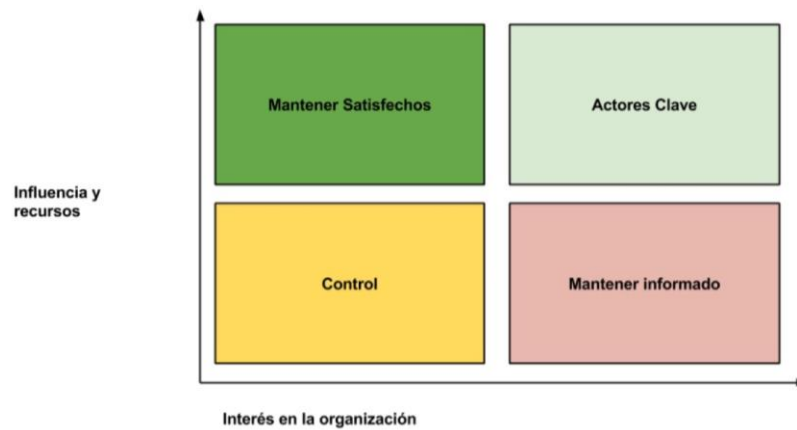 Mantener Satisfechos
Actores Clave
Influencia y
recursos
Control
Mantener informado
Interés en la organización